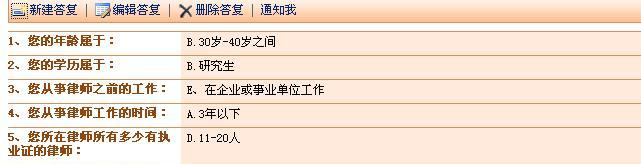 新建答复 | 编辑答复 | 删除答复 | 通知我
1、您的年龄属于： B.30岁-40岁之间
2、您的学历属于： B.研究生
3、您从事律师之前的工作： E、在企业或事业单位工作
4、您从事律师工作的时间： A.3年以下
5、您所在律师所有多少有执 D.11-20人
业证的律师：